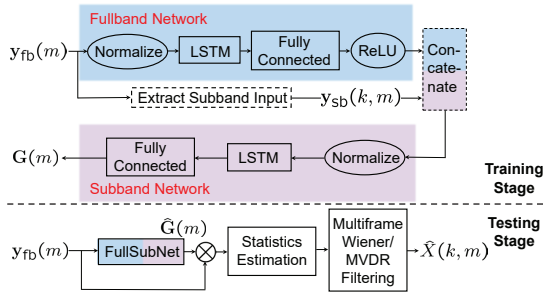 Fullband Network
y_fb(m)
Normalize
LSTM
Fully
Connected
ReLU
Con-
cate-
nate
Extract Subband Input
y_sb(k, m)
G(m)
Fully
Connected
LSTM
Normalize
Subband Network
Training
Stage
Testing
Stage
y_fb(m)
FullSubNet
Ĝ(m)
Statistics
Estimation
Multiframe
Wiener/
MVDR
Filtering
X̂(k, m)